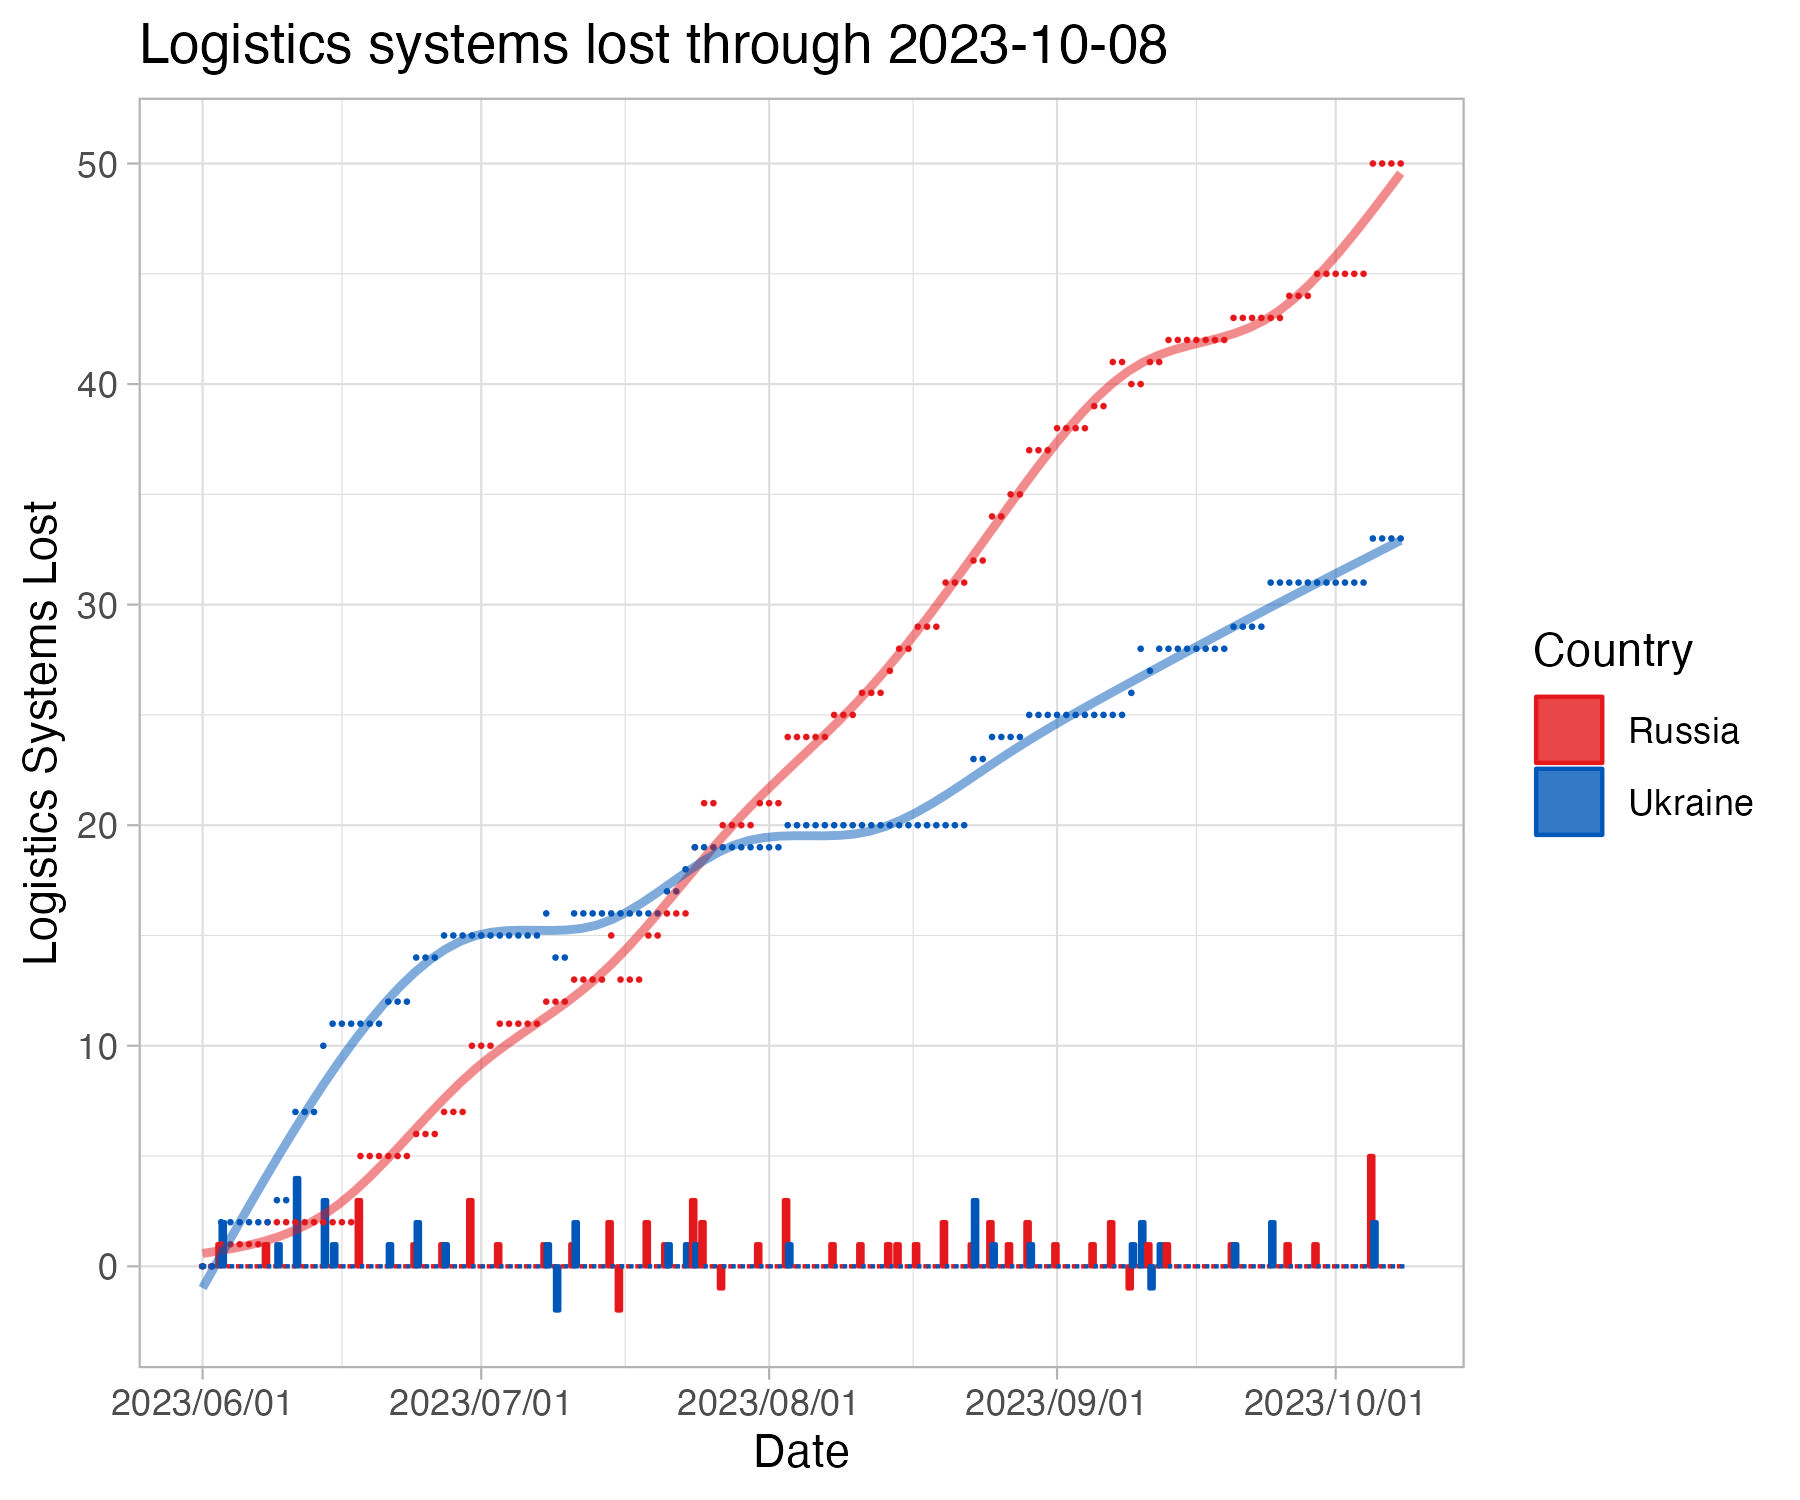 Logistics systems lost through 2023-10-08
Logistics Systems Lost
50
40
30
20
10
0
2023/06/01
2023/07/01
2023/08/01
2023/09/01
2023/10/01
Date
Country
Russia
Ukraine